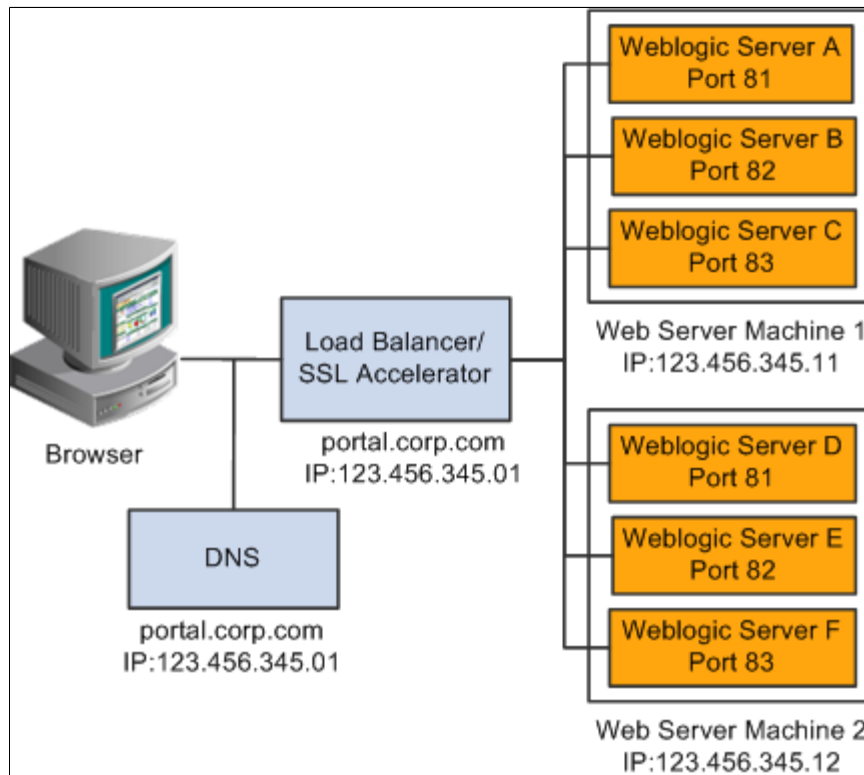 Weblogic Server A
Port 81
Weblogic Server B
Port 82
Weblogic Server C
Port 83
Web Server Machine 1
IP:123.456.345.11
Load Balancer/
SSL Accelerator
portal.corp.com
IP:123.456.345.01
Browser
DNS
portal.corp.com
IP:123.456.345.01
Weblogic Server D
Port 81
Weblogic Server E
Port 82
Weblogic Server F
Port 83
Web Server Machine 2
IP:123.456.345.12